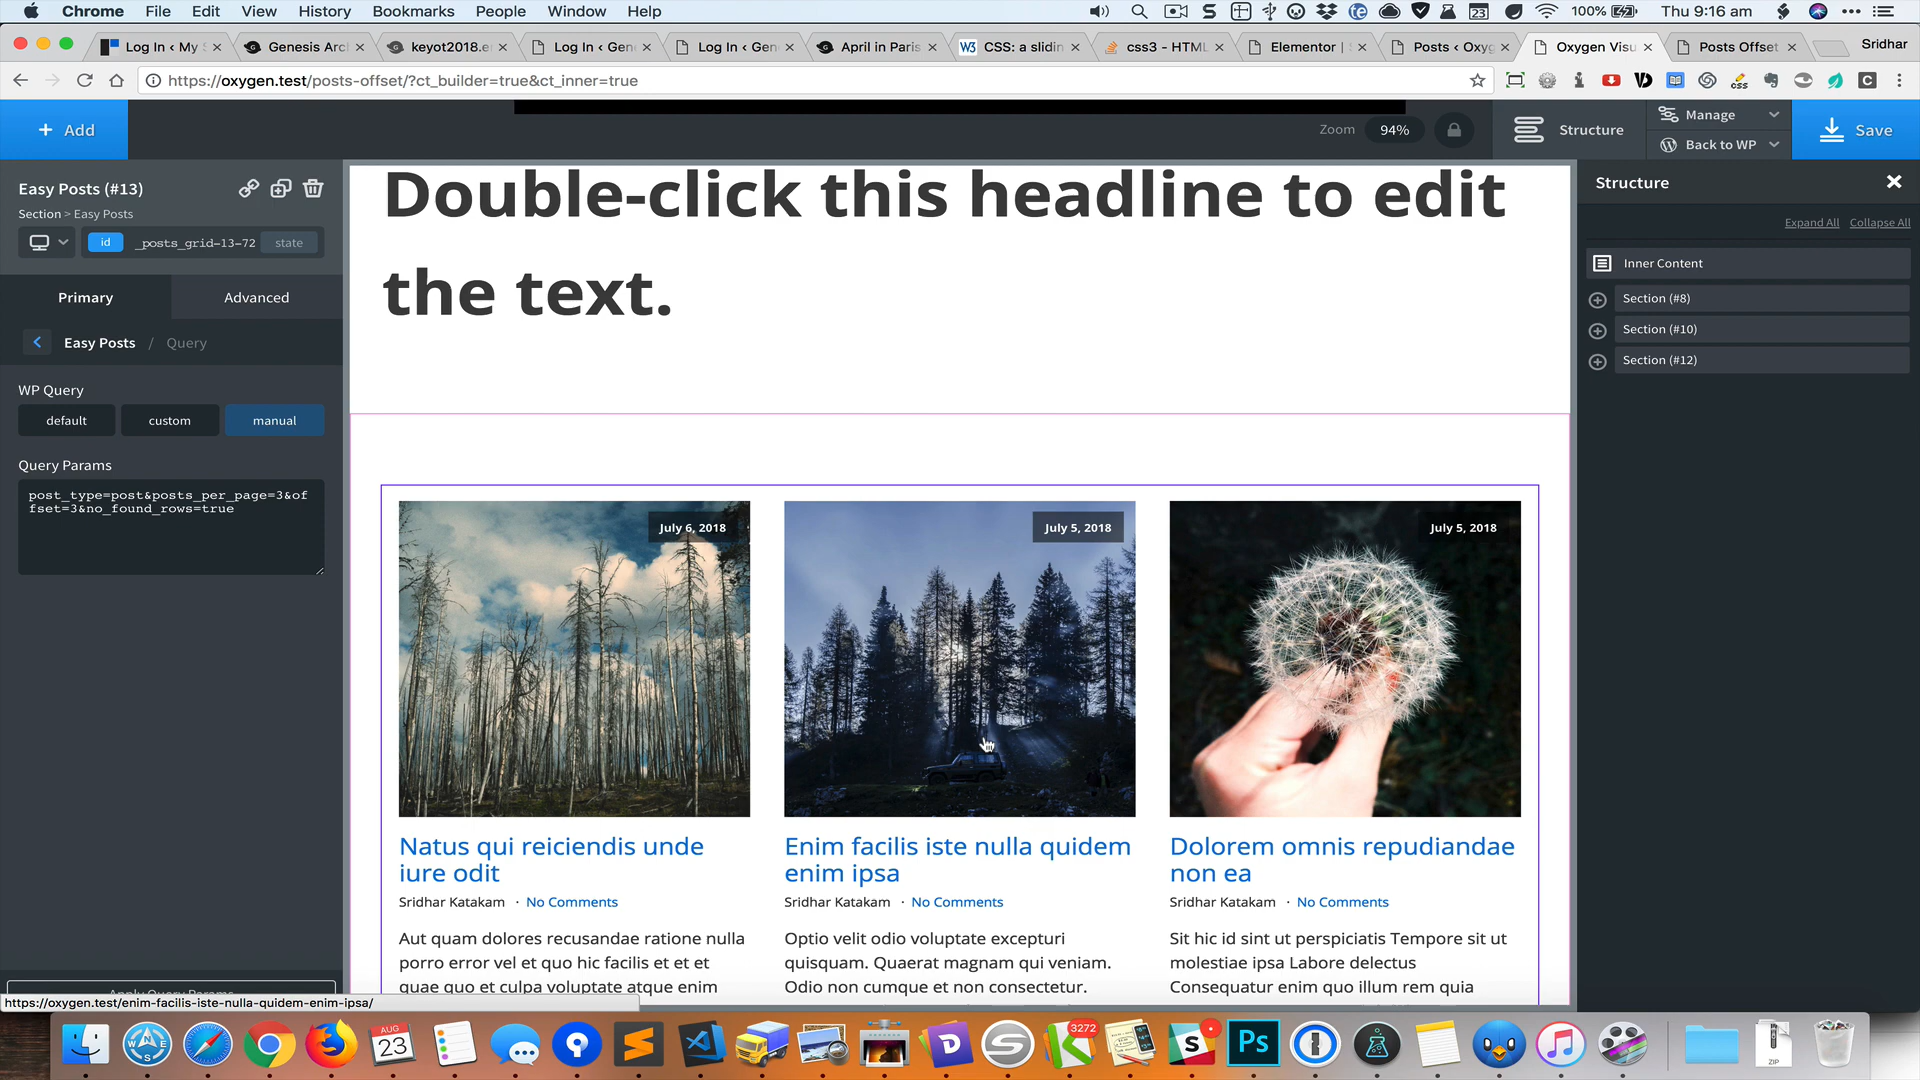 Chrome File Edit View History Bookmarks People Window Help
100% Thu 9:16 am
Log In ‹ My S
Genesis Arc
keyot2018.e
Log In ‹ Gen
Log In ‹ Gen
April in Paris
CSS: a slidin
css3 - HTML
Elementor |
Posts ‹ Oxyg
Oxygen Visu
Posts Offset
Sridhar
https://oxygen.test/posts-offset/?ct_builder=true&ct_inner=true
+ Add
Zoom 94%
Structure
Manage
Back to WP
Save
Easy Posts (#13)
Section > Easy Posts
id _posts_grid-13-72 state
Primary Advanced
Easy Posts / Query
WP Query
default custom manual
Query Params
post_type=post&posts_per_page=3&of
fset=3&no_found_rows=true
Apply Query Params
https://oxygen.test/enim-facilis-iste-nulla-quidem-enim-ipsa/
Double-click this headline to edit
the text.
July 6, 2018
July 5, 2018
July 5, 2018
Natus qui reiciendis unde
iure odit
Sridhar Katakam · No Comments
Aut quam dolores recusandae ratione nulla
porro error vel et quo hic facilis et et et
quae quo et culpa voluptate atque enim
Enim facilis iste nulla quidem
enim ipsa
Sridhar Katakam · No Comments
Optio velit odio voluptate excepturi
quisquam. Quaerat magnam qui veniam.
Odio non cumque et non consectetur.
Dolorem omnis repudiandae
non ea
Sridhar Katakam · No Comments
Sit hic id sint ut perspiciatis Tempore sit ut
molestiae ipsa Labore delectus
Consequatur enim quo illum rem quia
Structure
Expand All Collapse All
Inner Content
Section (#8)
Section (#10)
Section (#12)
AUG
23
3272
Ps
ZIP